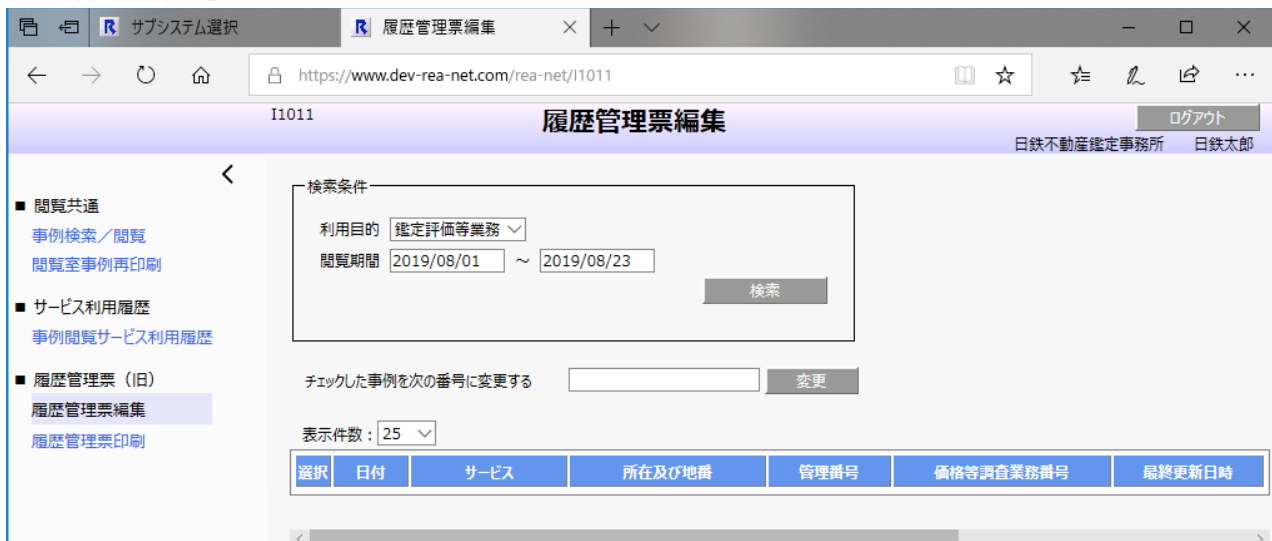 サブシステム選択
履歴管理票編集
https://www.dev-rea-net.com/rea-net/I1011
I1011
履歴管理票編集
ログアウト
日鉄不動産鑑定事務所 日鉄太郎
検索条件
■ 閲覧共通
利用目的 鑑定評価等業務
事例検索／閲覧
閲覧期間 2019/08/01 ～ 2019/08/23
閲覧室事例再印刷
検索
■ サービス利用履歴
事例閲覧サービス利用履歴
■ 履歴管理票（旧）
チェックした事例を次の番号に変更する 変更
履歴管理票編集
履歴管理票印刷
表示件数：25
選択 日付 サービス 所在及び地番 管理番号 価格等調査業務番号 最終更新日時